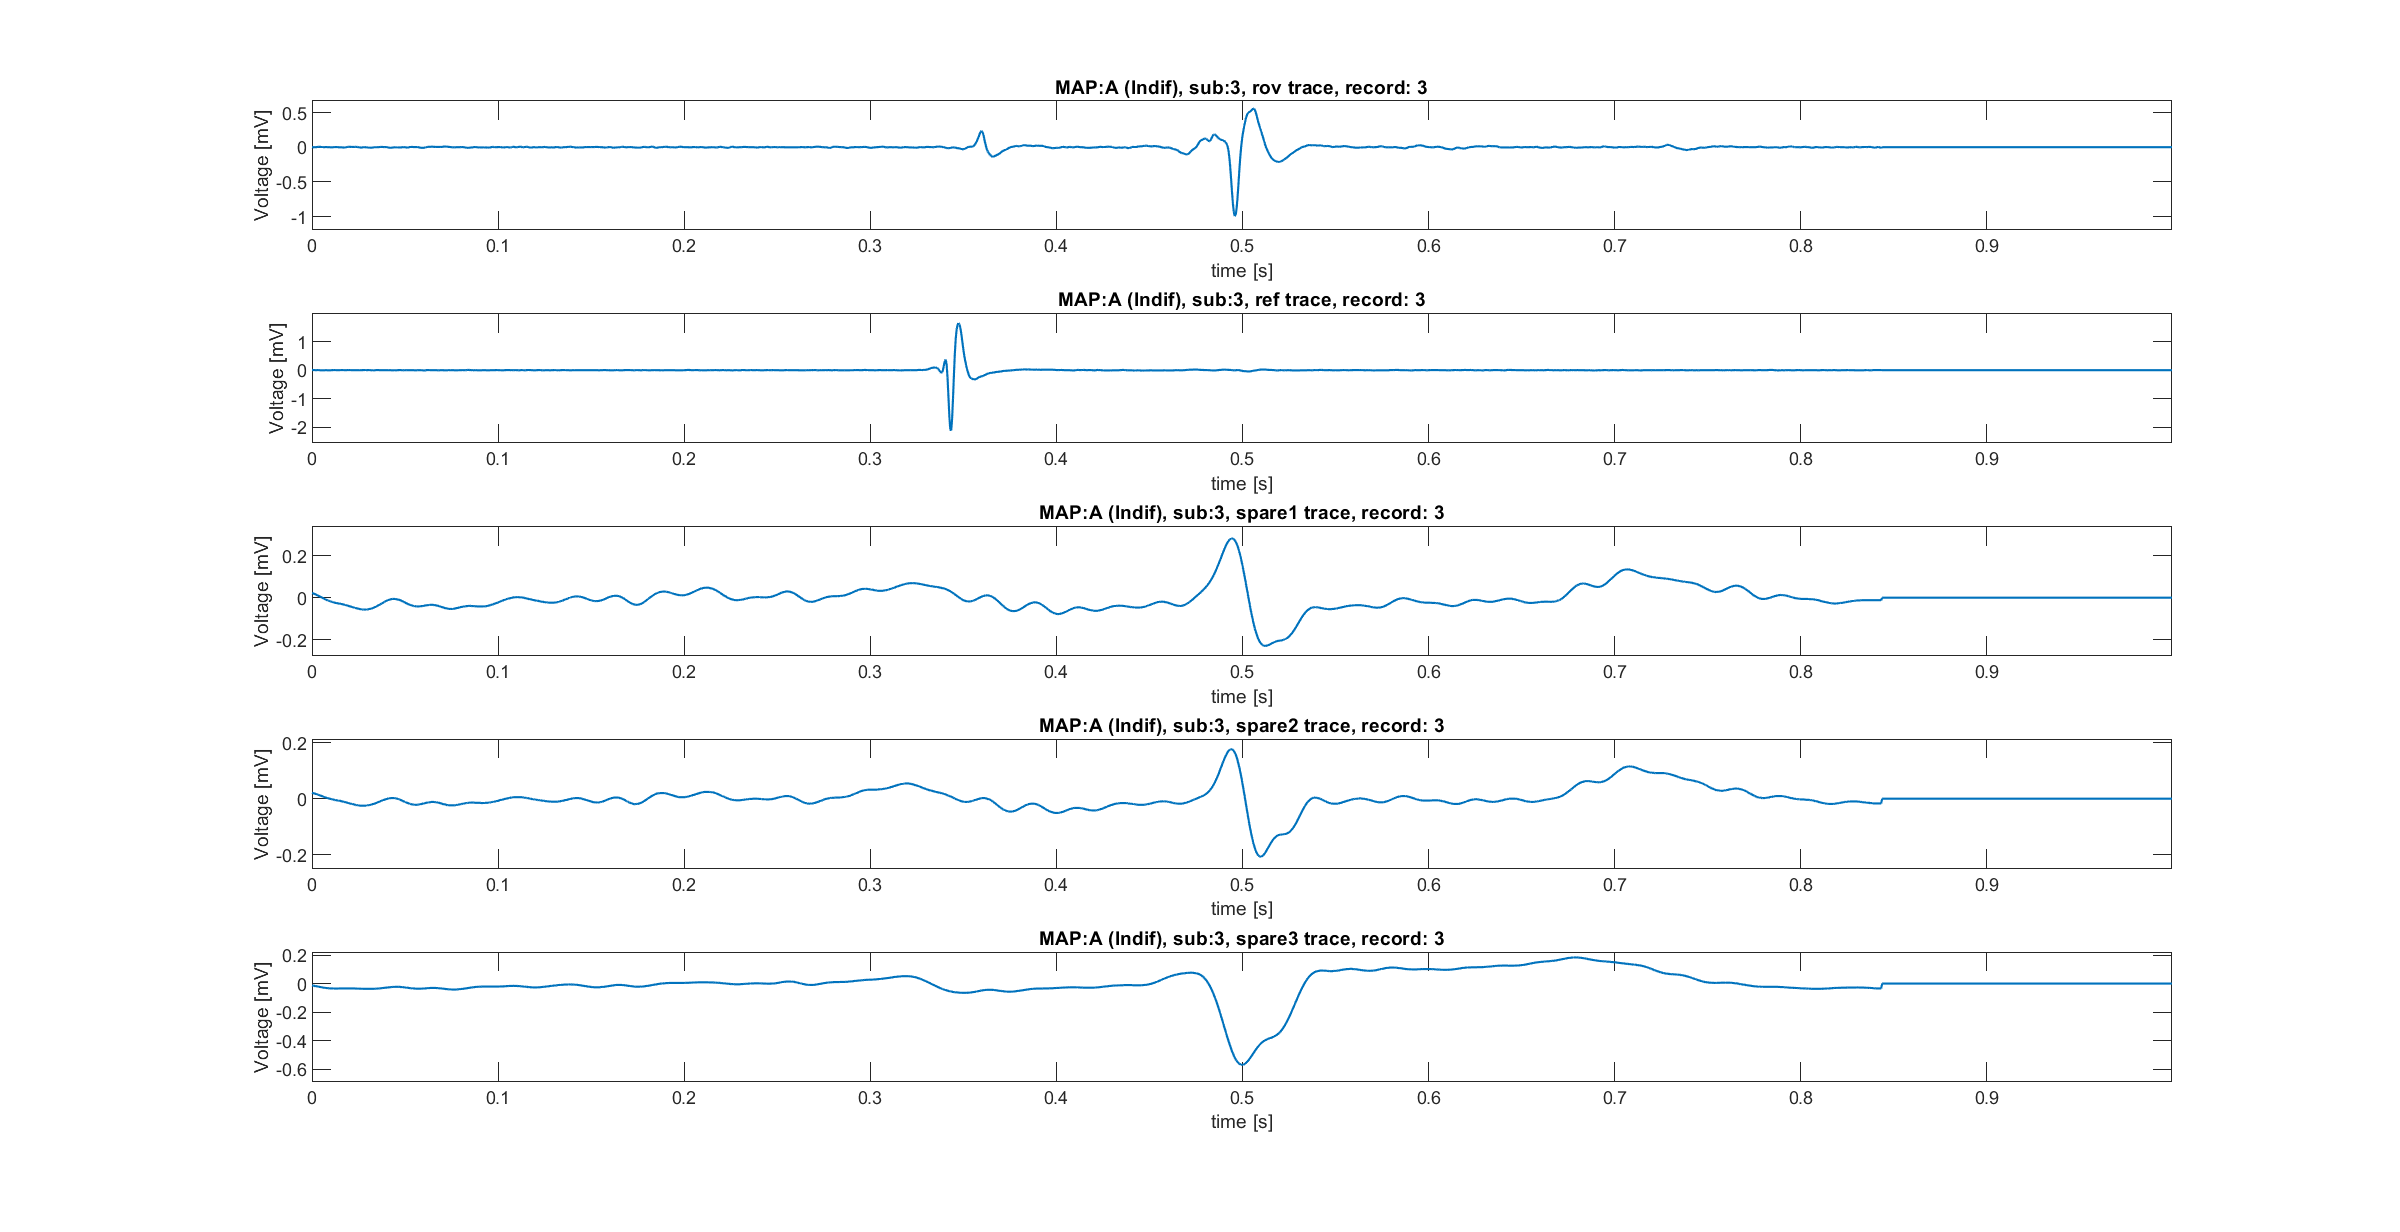 MAP:A (Indif), sub:3, rov trace, record: 3
Voltage [mV]
0.5
0
-0.5
-1
0 0.1 0.2 0.3 0.4 0.5 0.6 0.7 0.8 0.9
time [s]
MAP:A (Indif), sub:3, ref trace, record: 3
Voltage [mV]
1
0
-1
-2
0 0.1 0.2 0.3 0.4 0.5 0.6 0.7 0.8 0.9
time [s]
MAP:A (Indif), sub:3, spare1 trace, record: 3
Voltage [mV]
0.2
0
-0.2
0 0.1 0.2 0.3 0.4 0.5 0.6 0.7 0.8 0.9
time [s]
MAP:A (Indif), sub:3, spare2 trace, record: 3
Voltage [mV]
0.2
0
-0.2
0 0.1 0.2 0.3 0.4 0.5 0.6 0.7 0.8 0.9
time [s]
MAP:A (Indif), sub:3, spare3 trace, record: 3
Voltage [mV]
0.2
0
-0.2
-0.4
-0.6
0 0.1 0.2 0.3 0.4 0.5 0.6 0.7 0.8 0.9
time [s]